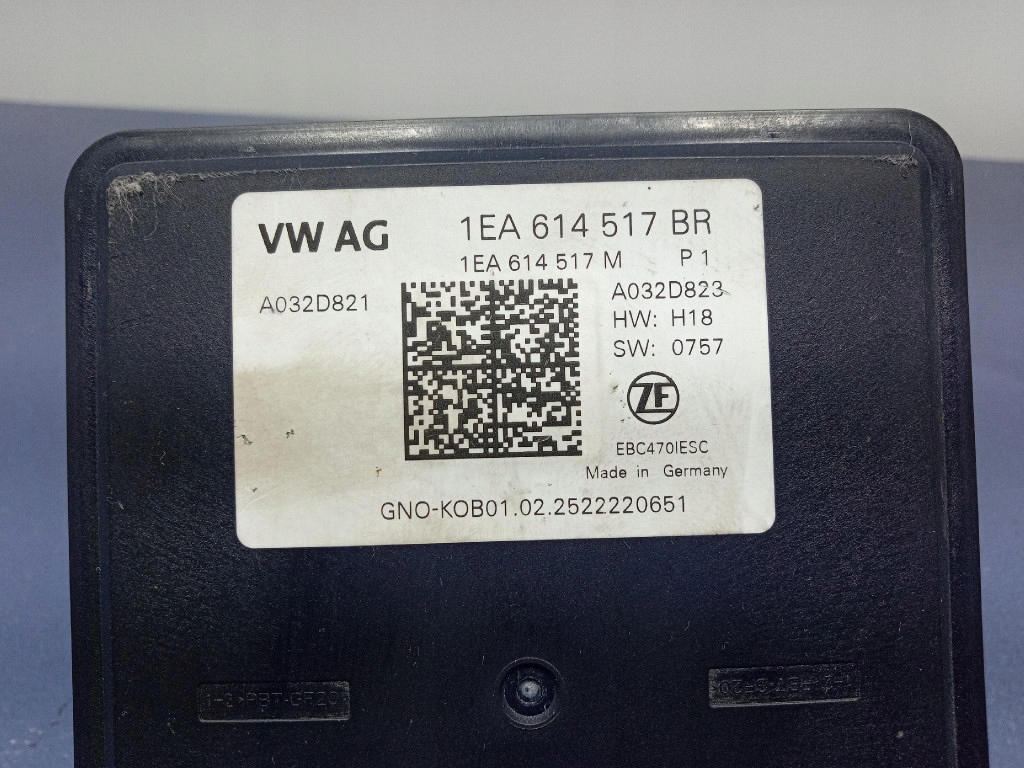 VW AG
1EA 614 517 BR
1EA 614 517 M P 1
A032D821
A032D823
HW: H18
SW: 0757
ZF
EBC470IESC
Made in Germany
GNO-KOB01.02.2522220651